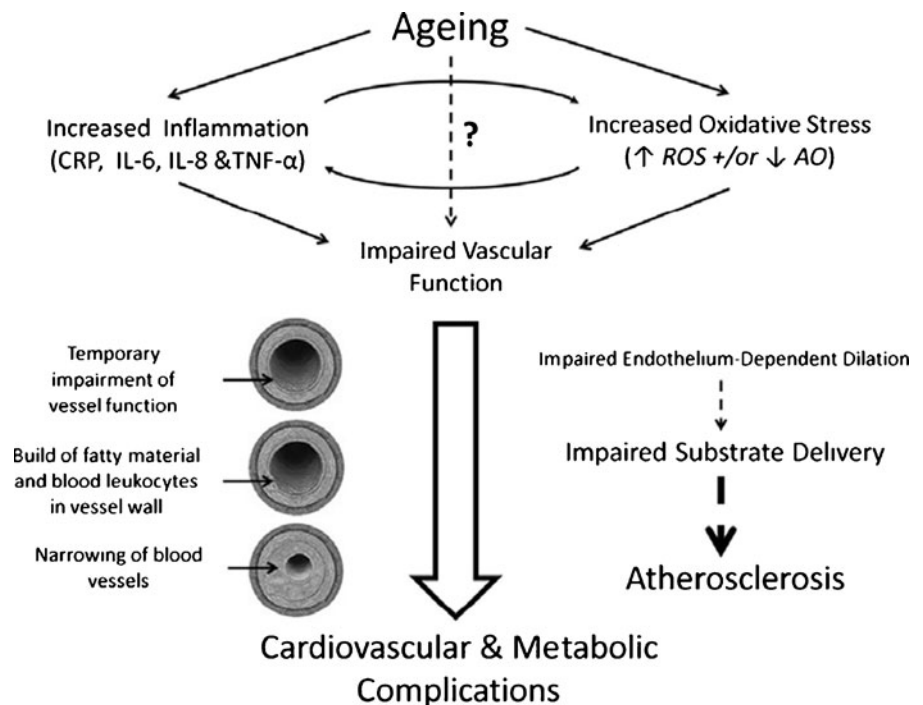 Ageing
Increased Inflammation
(CRP, IL-6, IL-8 &TNF-α)
?
Increased Oxidative Stress
(↑ ROS +/or ↓ AO)
Impaired Vascular
Function
Temporary
impairment of
vessel function
Build of fatty material
and blood leukocytes
in vessel wall
Narrowing of blood
vessels
Impaired Endothelium-Dependent Dilation
Impaired Substrate Delivery
Atherosclerosis
Cardiovascular & Metabolic
Complications